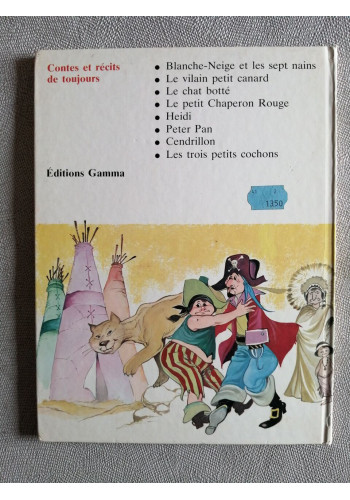 Contes et récits
de toujours
• Blanche-Neige et les sept nains
• Le vilain petit canard
• Le chat botté
• Le petit Chaperon Rouge
• Heidi
• Peter Pan
• Cendrillon
• Les trois petits cochons
Éditions Gamma
1350